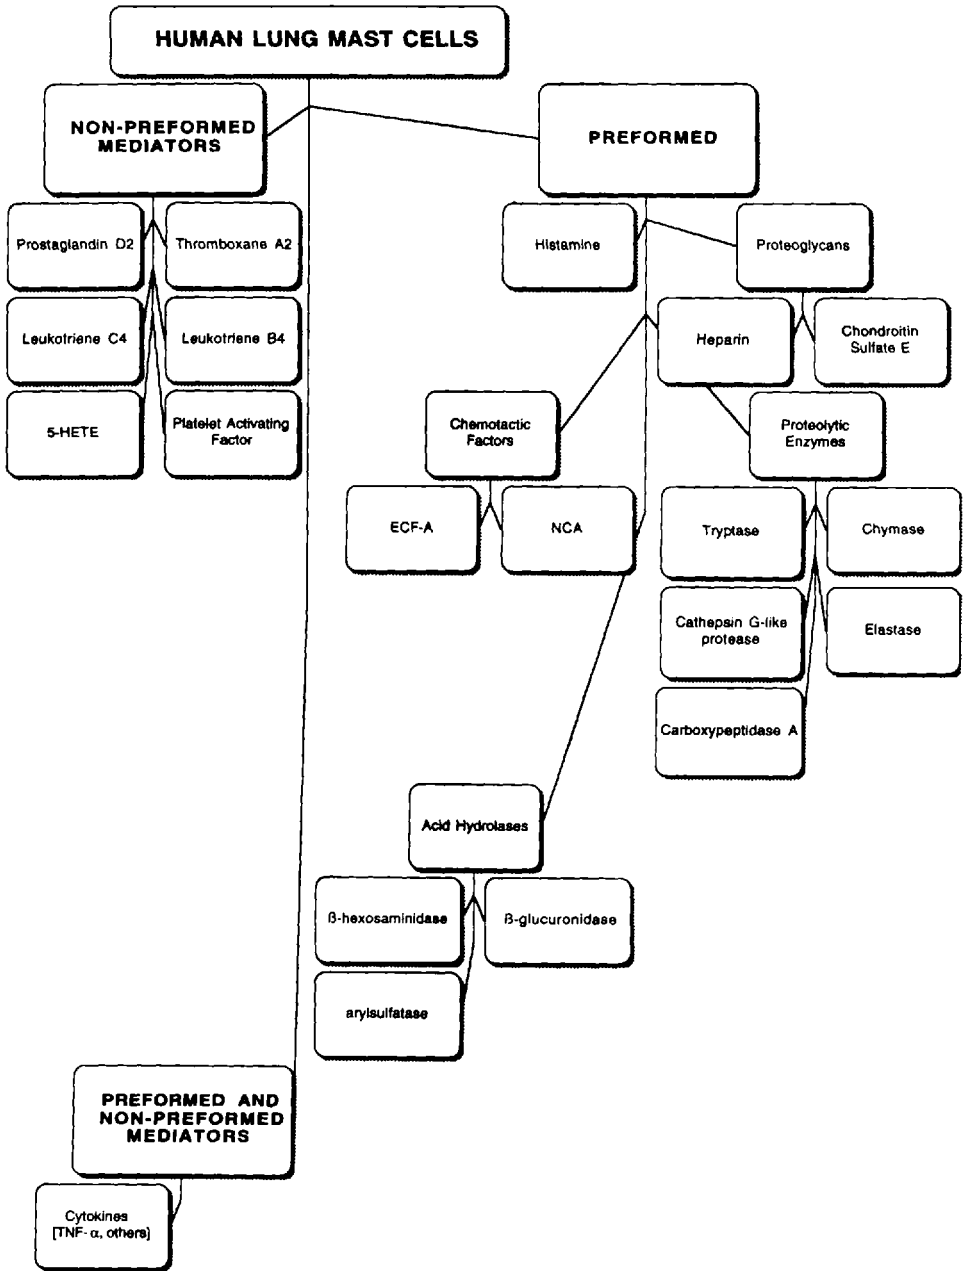 HUMAN LUNG MAST CELLS
NON-PREFORMED
MEDIATORS
PREFORMED
Prostaglandin D2
Thromboxane A2
Histamine
Proteoglycans
Leukotriene C4
Leukotriene B4
Heparin
Chondroitin
Sulfate E
5-HETE
Platelet Activating
Factor
Chemotactic
Factors
Proteolytic
Enzymes
ECF-A
NCA
Tryptase
Chymase
Cathepsin G-like
protease
Elastase
Carboxypeptidase A
Acid Hydrolases
ß-hexosaminidase
ß-glucuronidase
arylsulfatase
PREFORMED AND
NON-PREFORMED
MEDIATORS
Cytokines
[TNF- α, others]